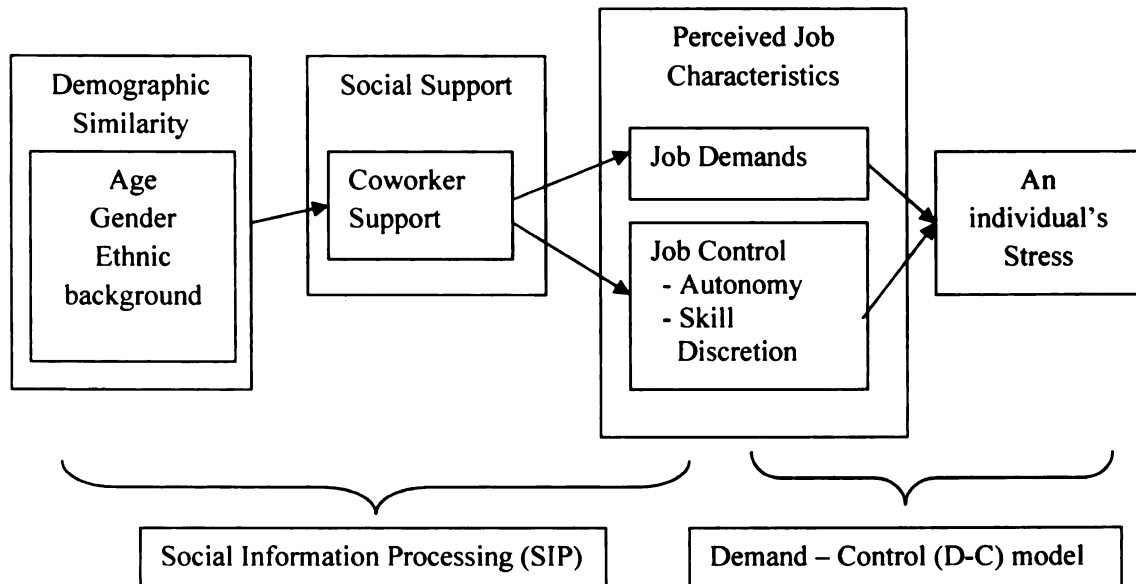 Demographic
Similarity
Age
Gender
Ethnic
background
Social Support
Coworker
Support
Perceived Job
Characteristics
Job Demands
Job Control
- Autonomy
- Skill
Discretion
An
individual's
Stress
Social Information Processing (SIP)
Demand – Control (D-C) model